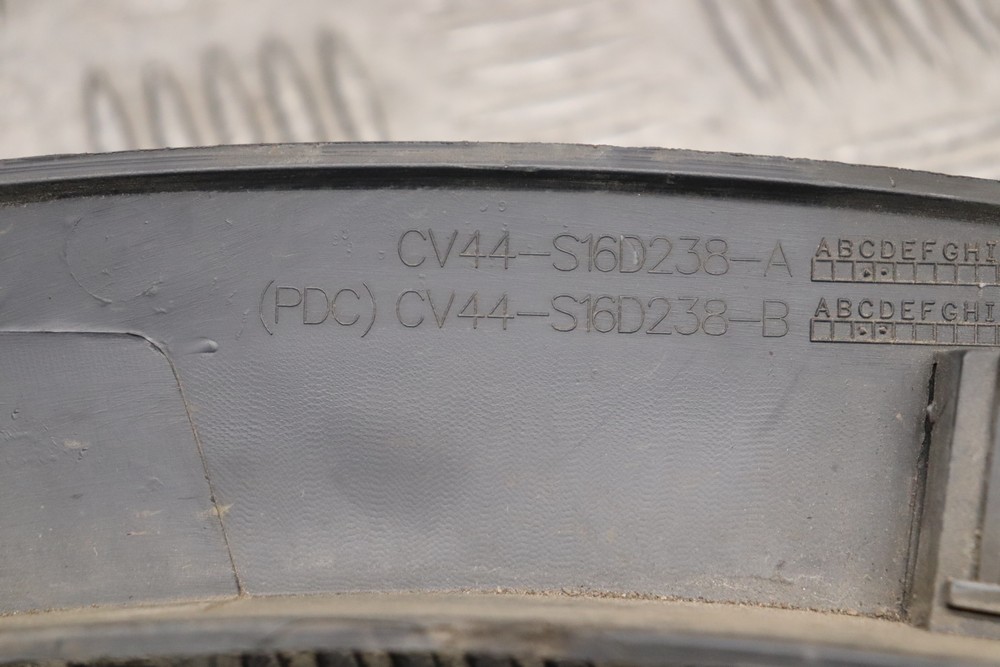 CV44-S16D238-A ABCDEFGHI
(PDC) CV44-S16D238-B ABCDEFGHI